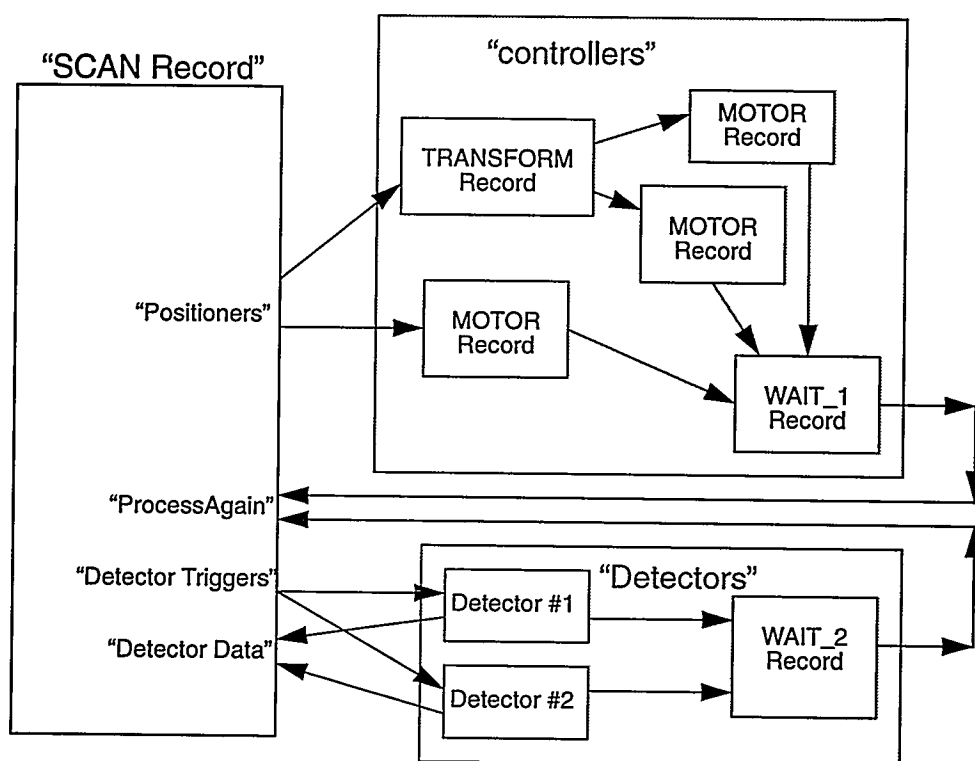 “SCAN Record”
“controllers”
MOTOR
Record
TRANSFORM
Record
MOTOR
Record
“Positioners”
MOTOR
Record
WAIT_1
Record
“ProcessAgain”
“Detector Triggers”
“Detector Data”
“Detectors”
Detector #1
WAIT_2
Record
Detector #2